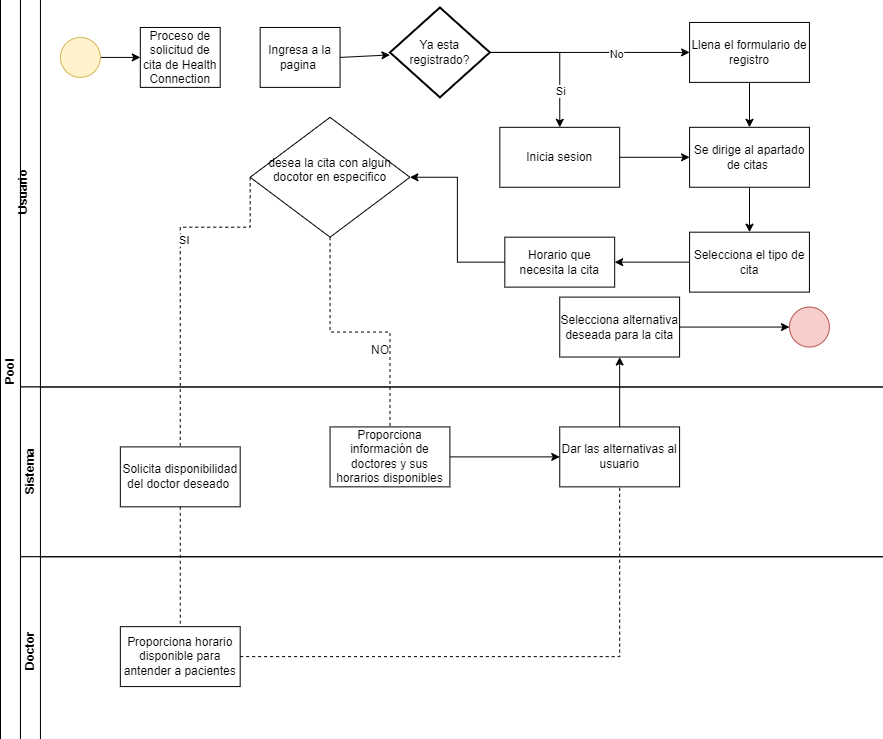 Pool
Usuario
Proceso de
solicitud de
cita de Health
Connection
Ingresa a la
pagina
Ya esta
registrado?
No
Si
Llena el formulario de
registro
Inicia sesion
Se dirige al apartado
de citas
desea la cita con algun
docotor en especifico
SI
NO
Horario que
necesita la cita
Selecciona el tipo de
cita
Selecciona alternativa
deseada para la cita
Sistema
Solicita disponibilidad
del doctor deseado
Proporciona
información de
doctores y sus
horarios disponibles
Dar las alternativas al
usuario
Doctor
Proporciona horario
disponible para
antender a pacientes